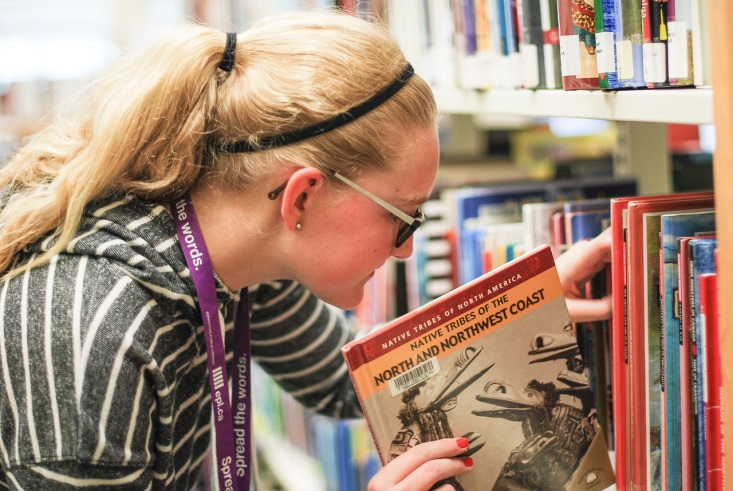 the words.
epl.ca
Spread
spread the words.
NATIVE TRIBES OF NORTH AMERICA
NATIVE TRIBES OF THE
NORTH AND NORTHWEST COAST